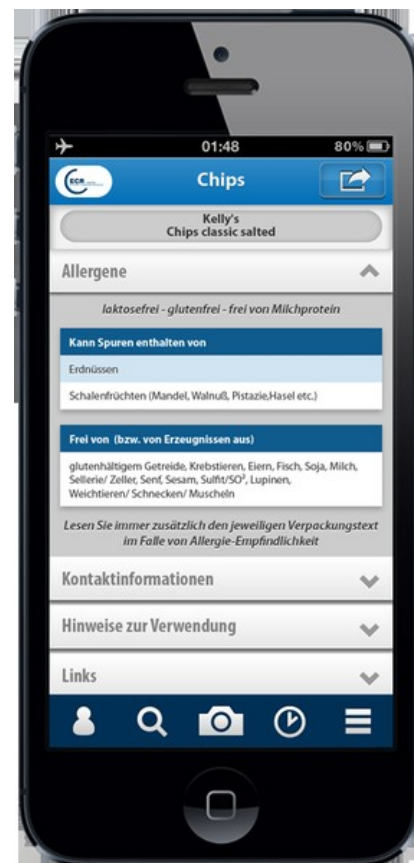 01:48
80%
ECR
Chips
Kelly's
Chips classic salted
Allergene
laktosefrei - glutenfrei - frei von Milchprotein
Kann Spuren enthalten von
Erdnüssen
Schalenfrüchten (Mandel, Walnuß, Pistazie,Hasel etc.)
Frei von (bzw. von Erzeugnissen aus)
glutenhältigem Getreide, Krebstieren, Eiern, Fisch, Soja, Milch,
Sellerie/ Zeller, Senf, Sesam, Sulfit/SO², Lupinen,
Weichtieren/ Schnecken/ Muscheln
Lesen Sie immer zusätzlich den jeweiligen Verpackungstext
im Falle von Allergie-Empfindlichkeit
Kontaktinformationen
Hinweise zur Verwendung
Links